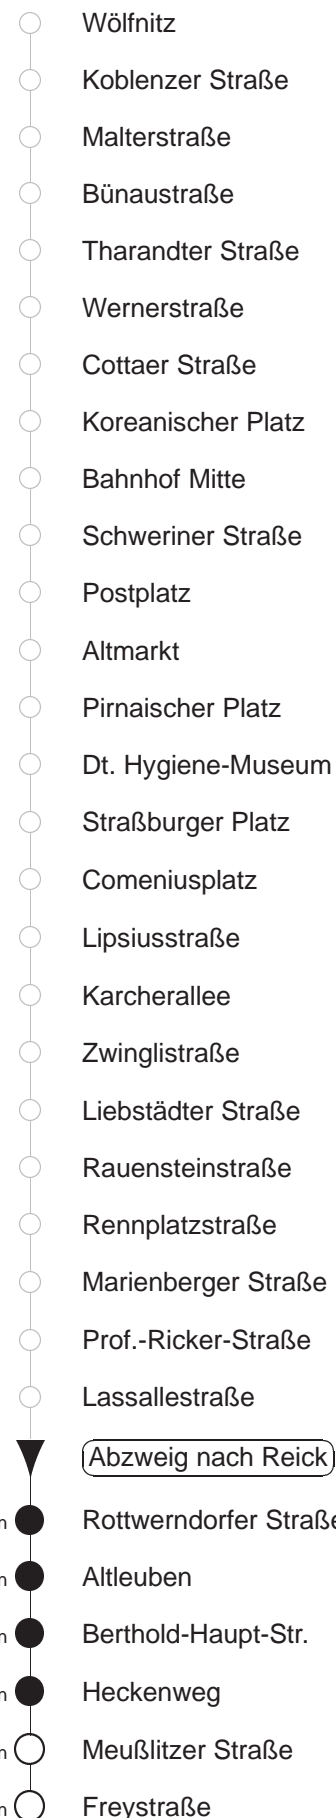 Wölfnitz
Koblenzer Straße
Malterstraße
Bünaustraße
Tharandter Straße
Wernerstraße
Cottaer Straße
Koreanischer Platz
Bahnhof Mitte
Schweriner Straße
Postplatz
Altmarkt
Pirnaischer Platz
Dt. Hygiene-Museum
Straßburger Platz
Comeniusplatz
Lipsiusstraße
Karcherallee
Zwinglistraße
Liebstädter Straße
Rauensteinstraße
Rennplatzstraße
Marienberger Straße
Prof.-Ricker-Straße
Lassallestraße
Abzweig nach Reick
Rottwerndorfer Straße
Altleuben
Berthold-Haupt-Str.
Heckenweg
Meußlitzer Straße
Freystraße